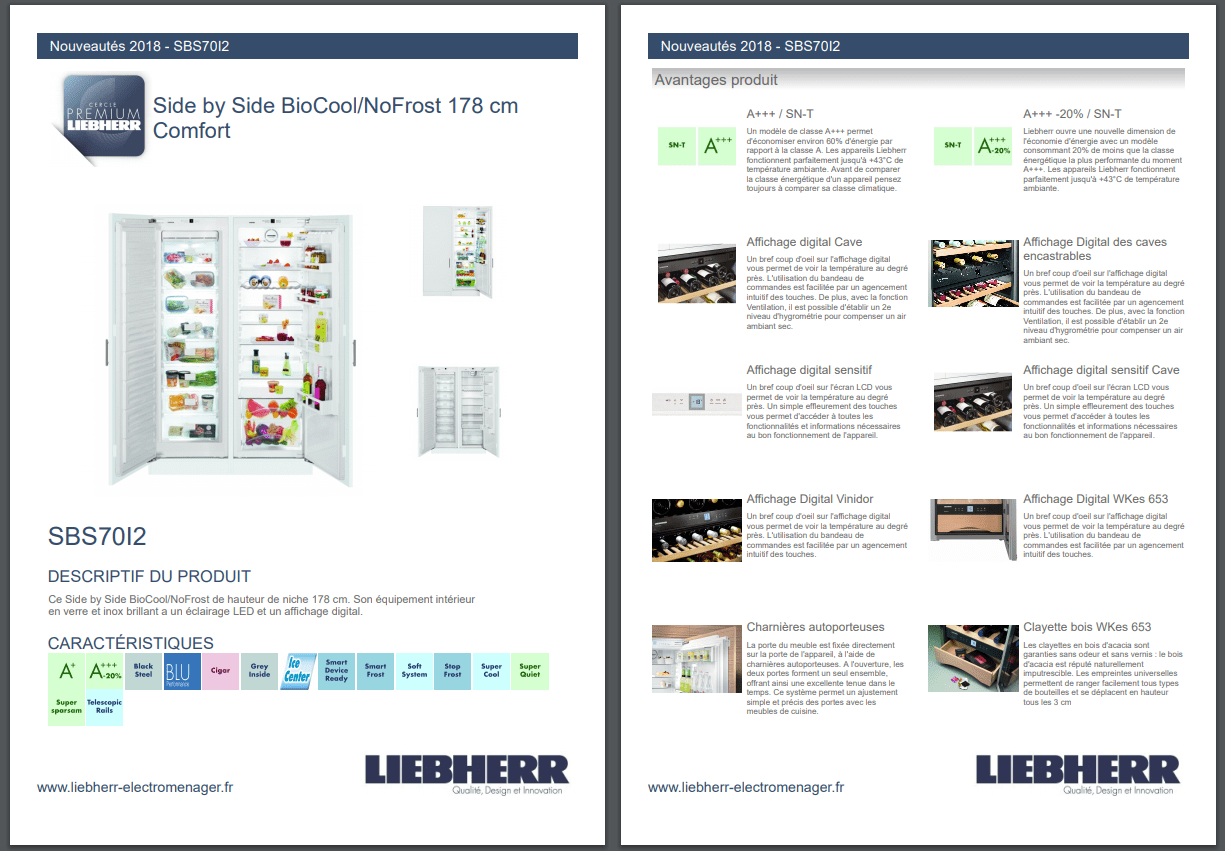 Nouveautés 2018 - SBS70I2
CERCLE
PREMIUM
LIEBHERR
Side by Side BioCool/NoFrost 178 cm
Comfort
SBS70I2
DESCRIPTIF DU PRODUIT
Ce Side by Side BioCool/NoFrost de hauteur de niche 178 cm. Son équipement intérieur
en verre et inox brillant a un éclairage LED et un affichage digital.
CARACTÉRISTIQUES
A+
A+++
-20%
Black
Steel
BLU
Performance
Cigar
Grey
Inside
Ice
Center
Smart
Device
Ready
Smart
Frost
Soft
System
Stop
Frost
Super
Cool
Super
Quiet
Super
sparsam
Telescopic
Rails
www.liebherr-electromenager.fr
LIEBHERR
Qualité, Design et Innovation
Nouveautés 2018 - SBS70I2
Avantages produit
SN-T
A+++
A+++ / SN-T
Un modèle de classe A+++ permet
d'économiser environ 60% d'énergie par
rapport à la classe A. Les appareils Liebherr
fonctionnent parfaitement jusqu'à +43°C de
température ambiante. Avant de comparer
la classe énergétique d'un appareil pensez
toujours à comparer sa classe climatique.
SN-T
A+++
-20%
A+++ -20% / SN-T
Liebherr ouvre une nouvelle dimension de
l'économie d'énergie avec un modèle
consommant 20% de moins que la classe
énergétique la plus performante du moment
A+++. Les appareils Liebherr fonctionnent
parfaitement jusqu'à +43°C de température
ambiante.
Affichage digital Cave
Un bref coup d'oeil sur l'affichage digital
vous permet de voir la température au degré
près. L'utilisation du bandeau de
commandes est facilitée par un agencement
intuitif des touches. De plus, avec la fonction
Ventilation, il est possible d'établir un 2e
niveau d'hygrométrie pour compenser un air
ambiant sec.
Affichage Digital des caves
encastrables
Un bref coup d'oeil sur l'affichage digital
vous permet de voir la température au degré
près. L'utilisation du bandeau de
commandes est facilitée par un agencement
intuitif des touches. De plus, avec la fonction
Ventilation, il est possible d'établir un 2e
niveau d'hygrométrie pour compenser un air
ambiant sec.
Affichage digital sensitif
Un bref coup d'oeil sur l'écran LCD vous
permet de voir la température au degré
près. Un simple effleurement des touches
vous permet d'accéder à toutes les
fonctionnalités et informations nécessaires
au bon fonctionnement de l'appareil.
Affichage digital sensitif Cave
Un bref coup d'oeil sur l'écran LCD vous
permet de voir la température au degré
près. Un simple effleurement des touches
vous permet d'accéder à toutes les
fonctionnalités et informations nécessaires
au bon fonctionnement de l'appareil.
Affichage Digital Vinidor
Un bref coup d'oeil sur l'affichage digital
vous permet de voir la température au degré
près. L'utilisation du bandeau de
commandes est facilitée par un agencement
intuitif des touches.
Affichage Digital WKes 653
Un bref coup d'oeil sur l'affichage digital
vous permet de voir la température au degré
près. L'utilisation du bandeau de
commandes est facilitée par un agencement
intuitif des touches.
Charnières autoporteuses
La porte du meuble est fixée directement
sur la porte de l'appareil, à l'aide de
charnières autoporteuses. A l'ouverture, les
deux portes forment un seul ensemble,
offrant ainsi une excellente tenue dans le
temps. Ce système permet un ajustement
simple et précis des portes avec les
meubles de cuisine.
Clayette bois WKes 653
Les clayettes en bois d'acacia sont
garanties sans odeur et sans vernis : le bois
d'acacia est réputé naturellement
imputrescible. Les empreintes universelles
permettent de ranger facilement tous types
de bouteilles et se déplacent en hauteur
tous les 3 cm
www.liebherr-electromenager.fr
LIEBHERR
Qualité, Design et Innovation